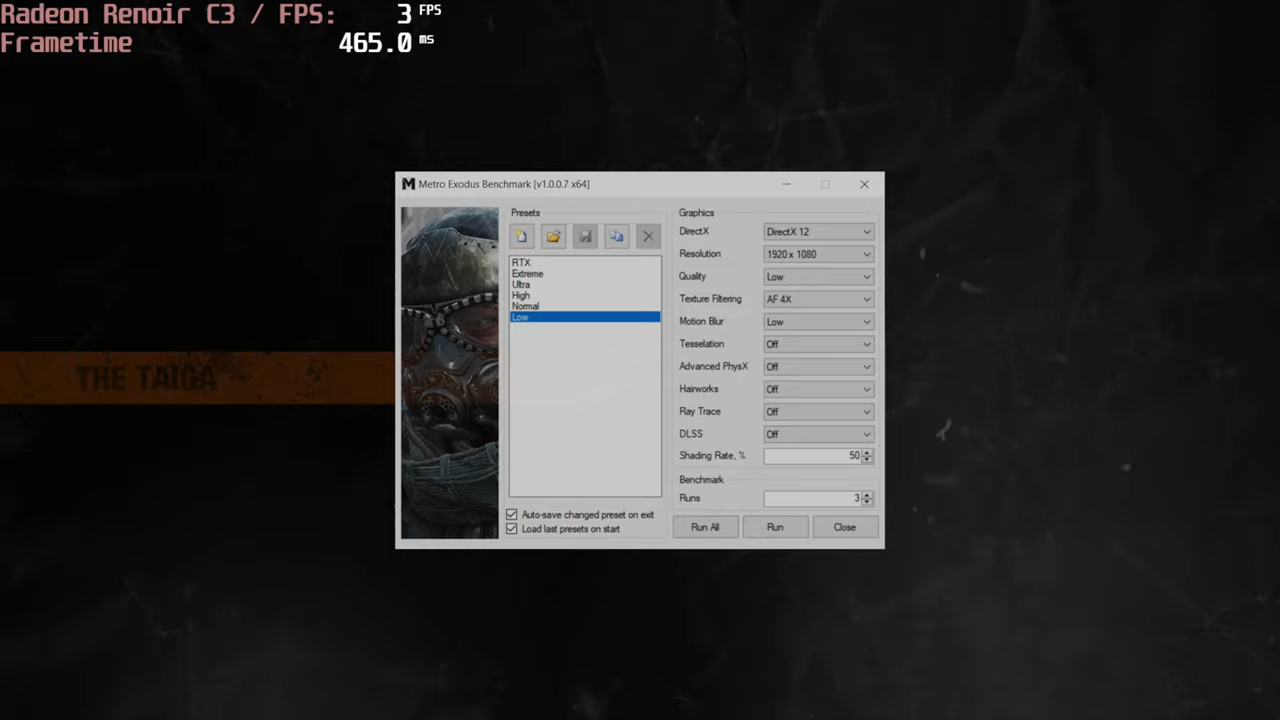 Radeon Renoir C3 / FPS: 3 FPS
Frametime 465.0 ms
Metro Exodus Benchmark [v1.0.0.7 x64]
Presets
RTX
Extreme
Ultra
High
Normal
Low
Auto-save changed preset on exit
Load last presets on start
Graphics
DirectX DirectX 12
Resolution 1920 x 1080
Quality Low
Texture Filtering AF 4X
Motion Blur Low
Tesselation Off
Advanced PhysX Off
Hairworks Off
Ray Trace Off
DLSS Off
Shading Rate, % 50
Benchmark
Runs 3
Run All Run Close
THE TAIGA